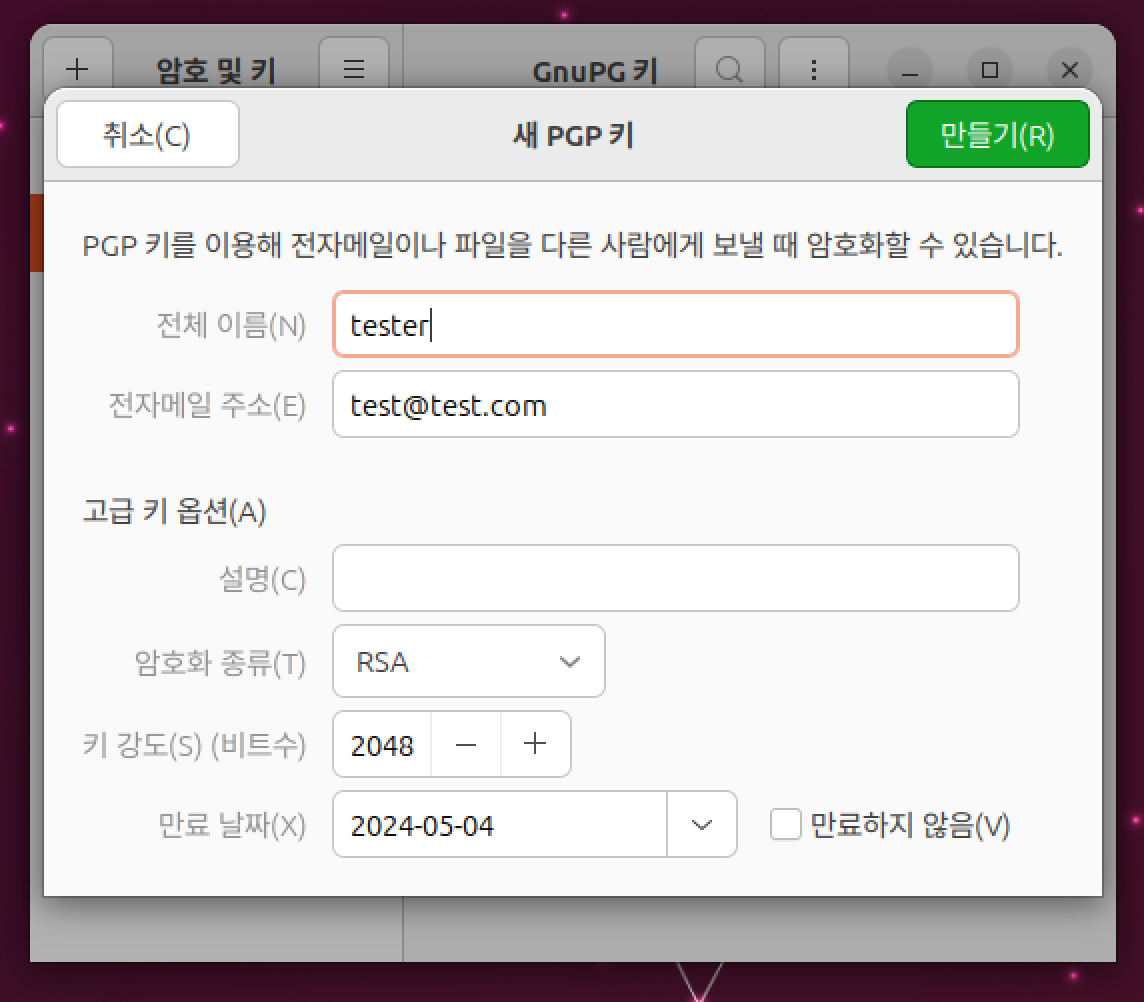 암호 및 키
GnuPG 키
취소(C)
새 PGP 키
만들기(R)
PGP 키를 이용해 전자메일이나 파일을 다른 사람에게 보낼 때 암호화할 수 있습니다.
전체 이름(N)
tester
전자메일 주소(E)
test@test.com
고급 키 옵션(A)
설명(C)
암호화 종류(T)
RSA
키 강도(S) (비트수)
2048
만료 날짜(X)
2024-05-04
만료하지 않음(V)